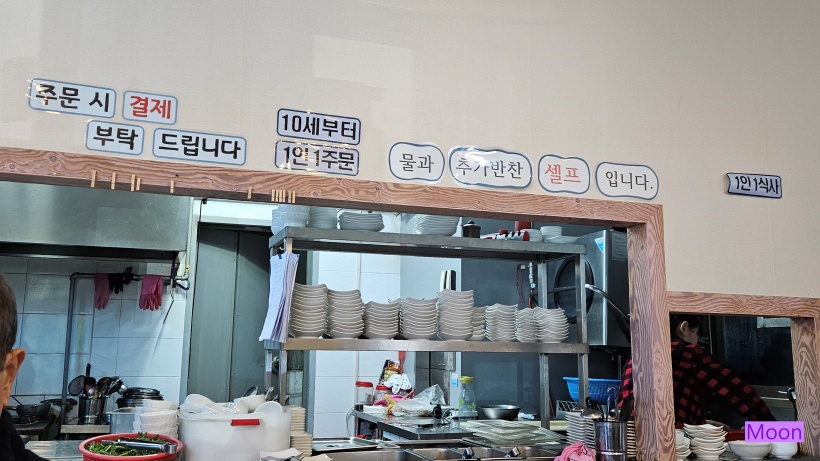 주문 시 결제
부탁 드립니다
10세부터
1인 1주문
물과 추가반찬 셀프 입니다.
1인 1식사
Moon